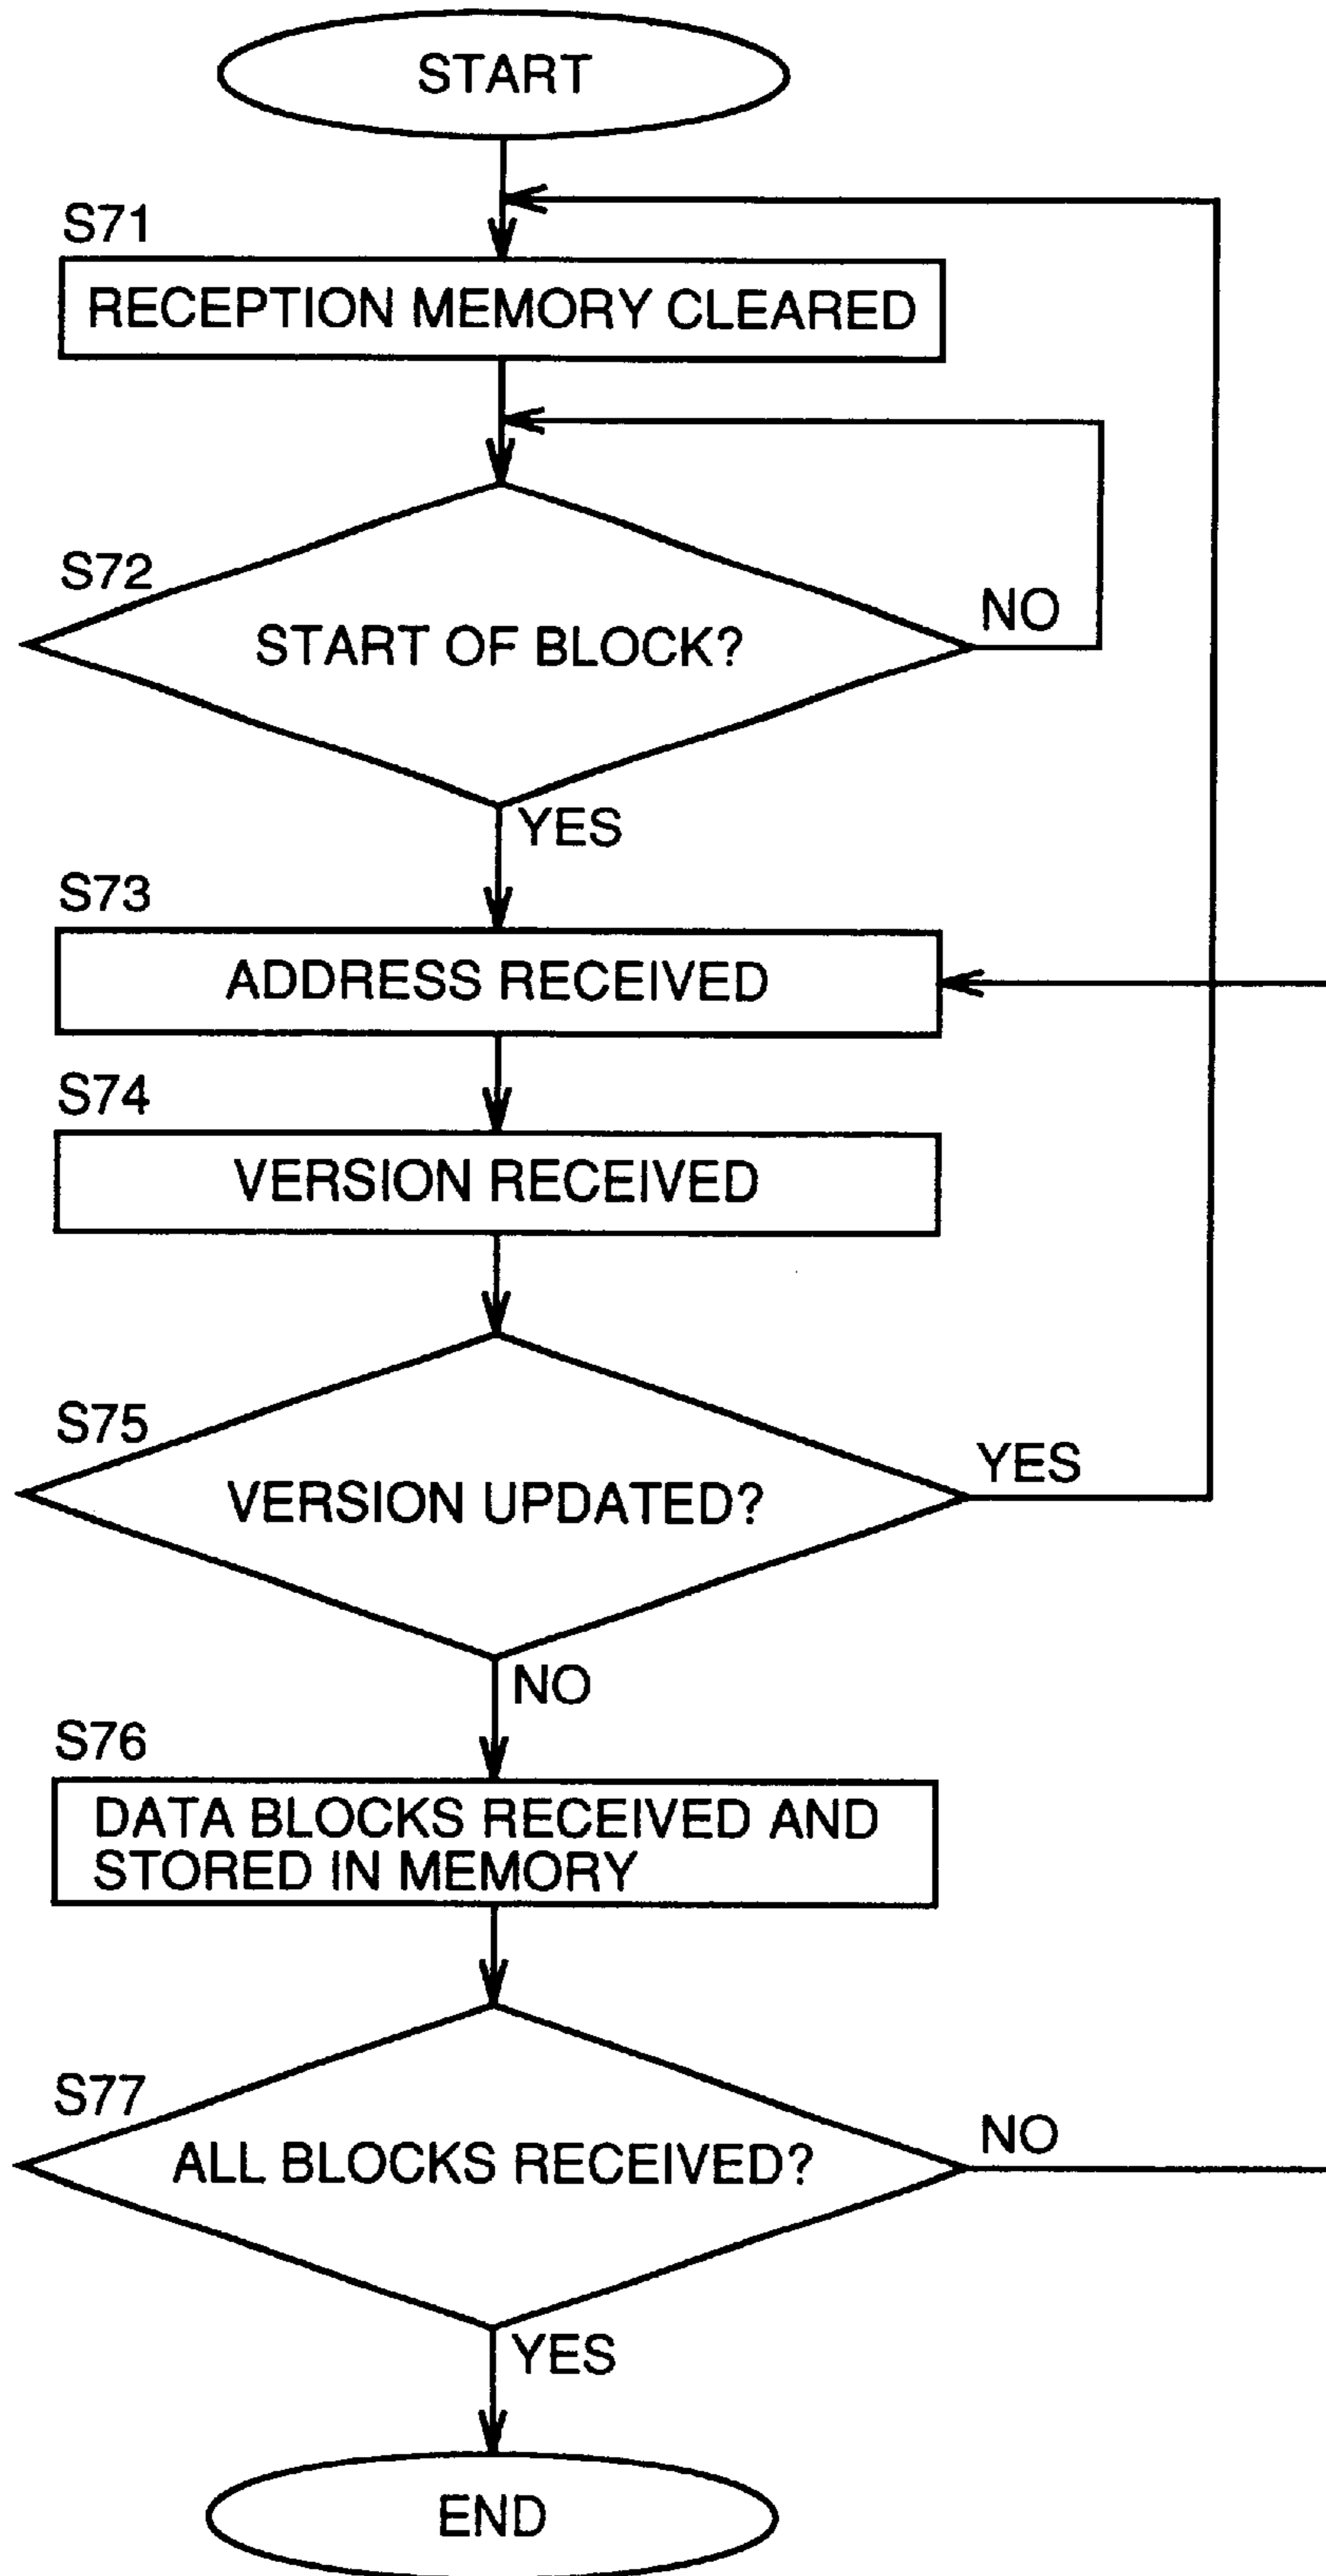 START
S71
RECEPTION MEMORY CLEARED
S72
START OF BLOCK?
NO
YES
S73
ADDRESS RECEIVED
S74
VERSION RECEIVED
S75
VERSION UPDATED?
YES
NO
S76
DATA BLOCKS RECEIVED AND
STORED IN MEMORY
S77
ALL BLOCKS RECEIVED?
NO
YES
END